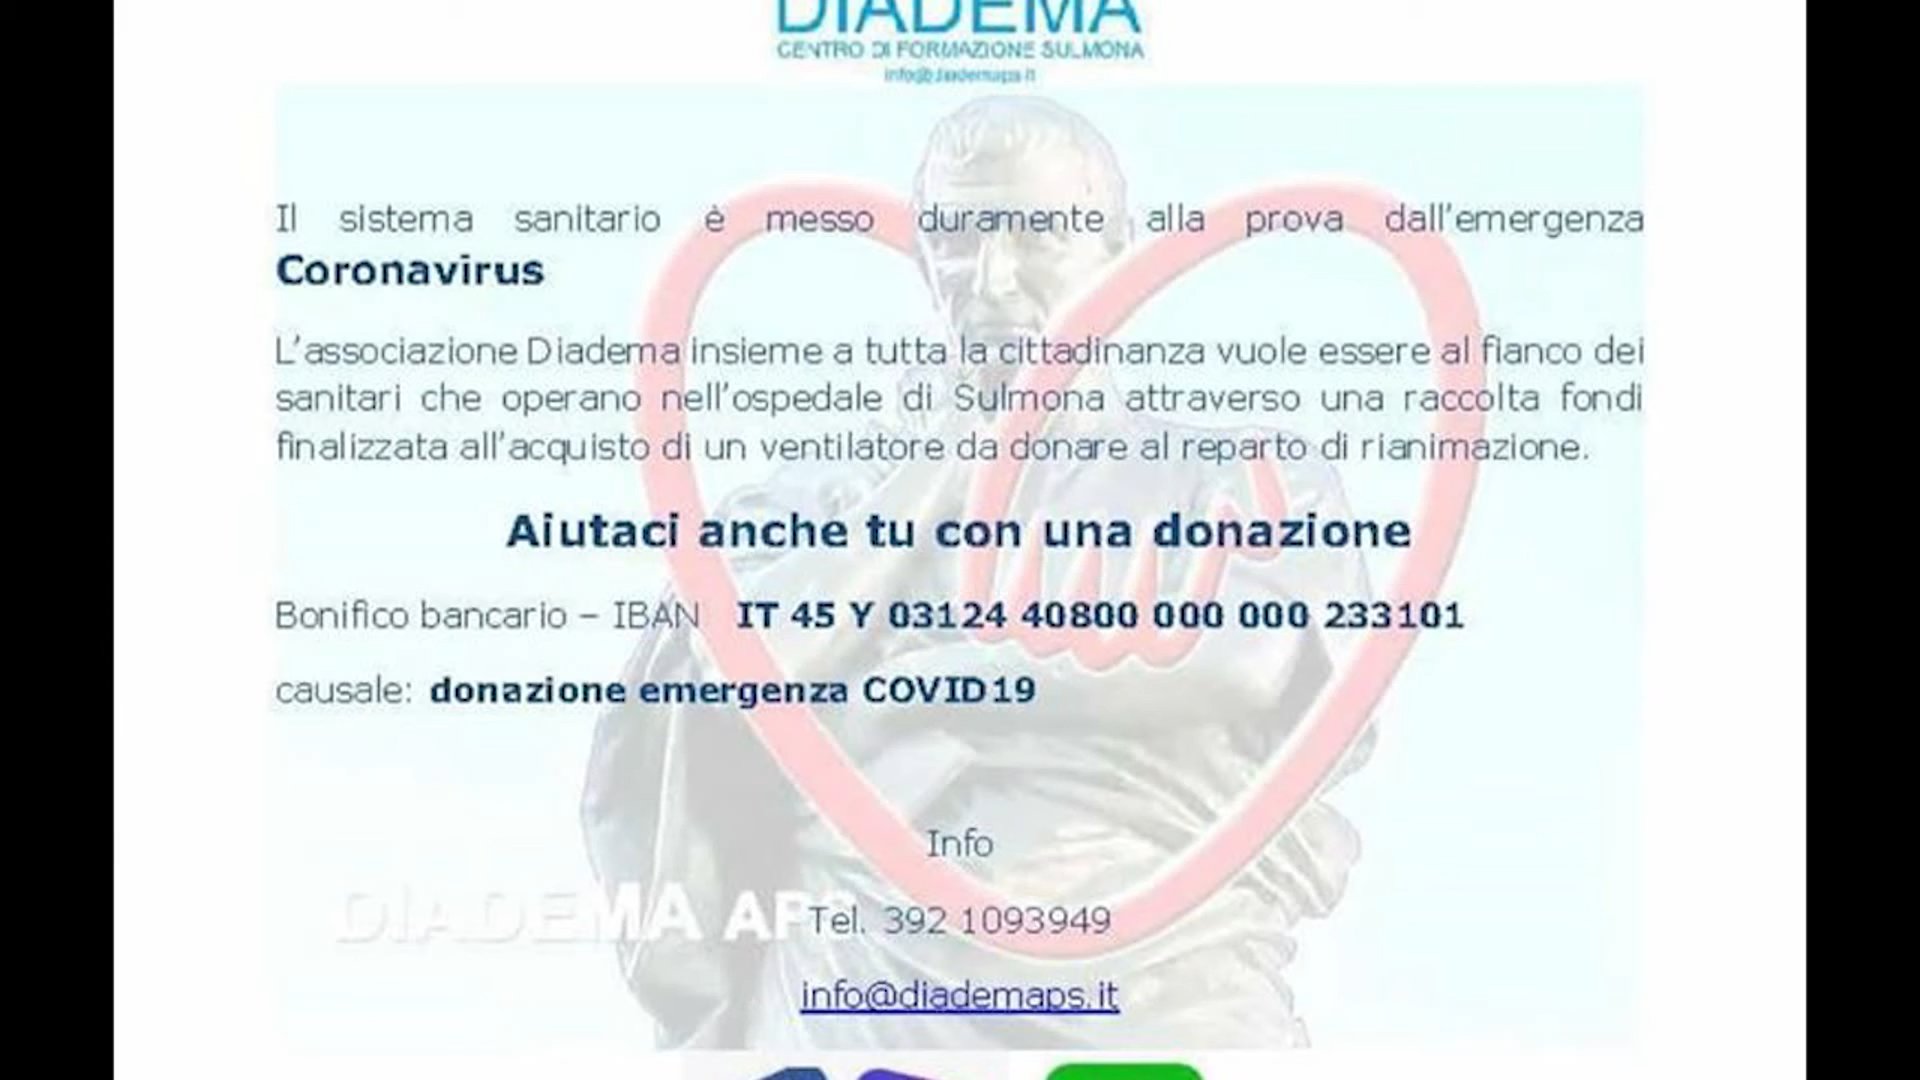 DIADEMA
CENTRO DI FORMAZIONE SULMONA
info@diademaps.it
Il sistema sanitario è messo duramente alla prova dall'emergenza
Coronavirus
L'associazione Diadema insieme a tutta la cittadinanza vuole essere al fianco dei
sanitari che operano nell'ospedale di Sulmona attraverso una raccolta fondi
finalizzata all'acquisto di un ventilatore da donare al reparto di rianimazione.
Aiutaci anche tu con una donazione
Bonifico bancario – IBAN IT 45 Y 03124 40800 000 000 233101
causale: donazione emergenza COVID19
Info
DIADEMA APS
Tel. 392 1093949
info@diademaps.it